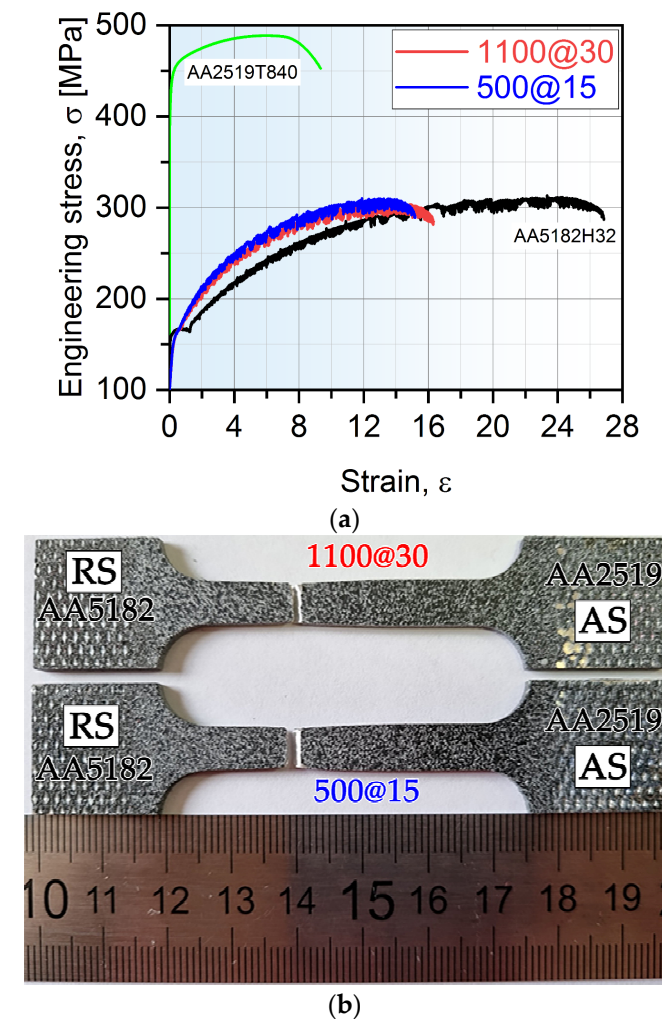 500
1100@30
500@15
AA2519T840
400
300
AA5182H32
200
100
Engineering stress, σ [MPa]
0 4 8 12 16 20 24 28
Strain, ε
(a)
1100@30
RS
AA5182
AA2519
AS
RS
AA5182
AA2519
AS
500@15
10 11 12 13 14 15 16 17 18 19
(b)